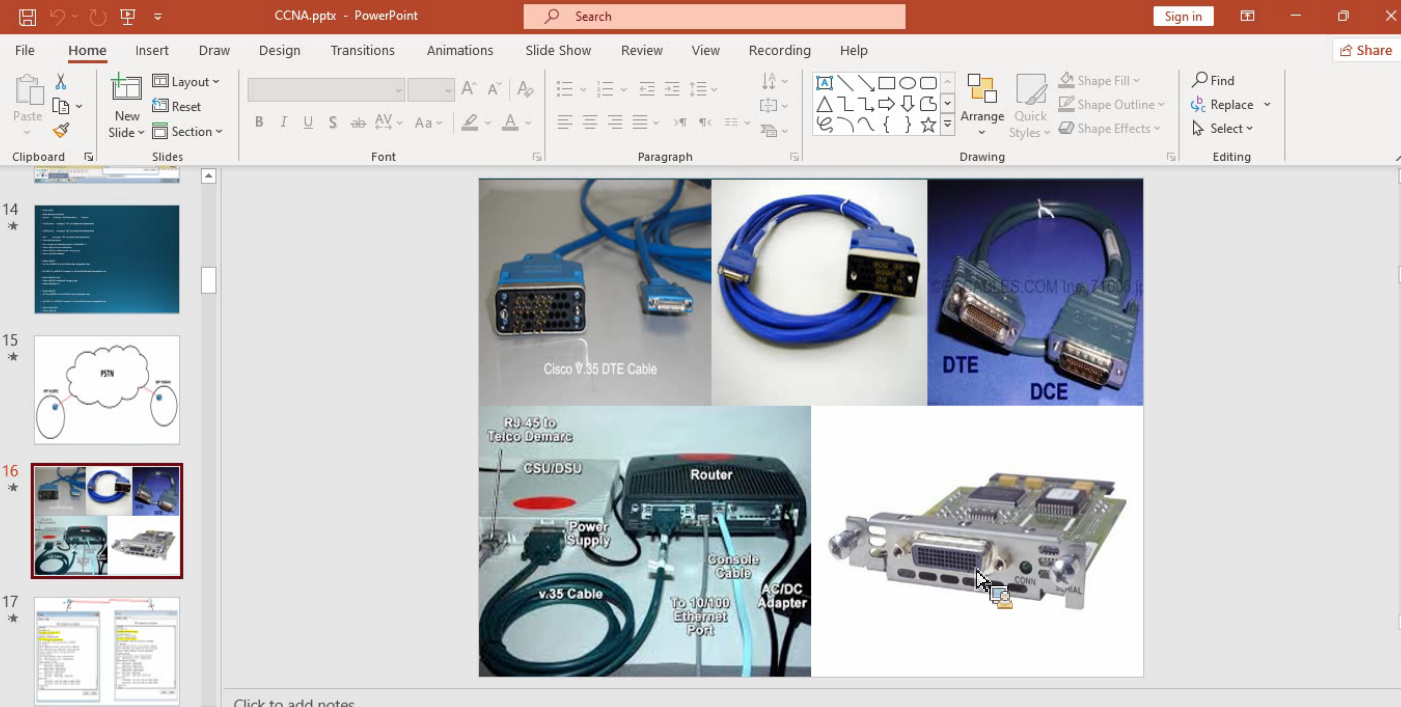 CCNA.pptx - PowerPoint
Search
Sign in
File Home Insert Draw Design Transitions Animations Slide Show Review View Recording Help
Share
Paste
Clipboard
New
Slide
Layout
Reset
Section
Slides
B I U S ab AV Aa A
Font
Paragraph
Arrange
Quick
Styles
Shape Fill
Shape Outline
Shape Effects
Drawing
Find
Replace
Select
Editing
14
15
PSTN
16
17
Cisco V.35 DTE Cable
DTE
DCE
RJ-45 to
Telco Demarc
CSU/DSU
Router
Power
Supply
Console
Cable
v.35 Cable
To 10/100
Ethernet
Port
AC/DC
Adapter
CONN
SERIAL
Click to add notes